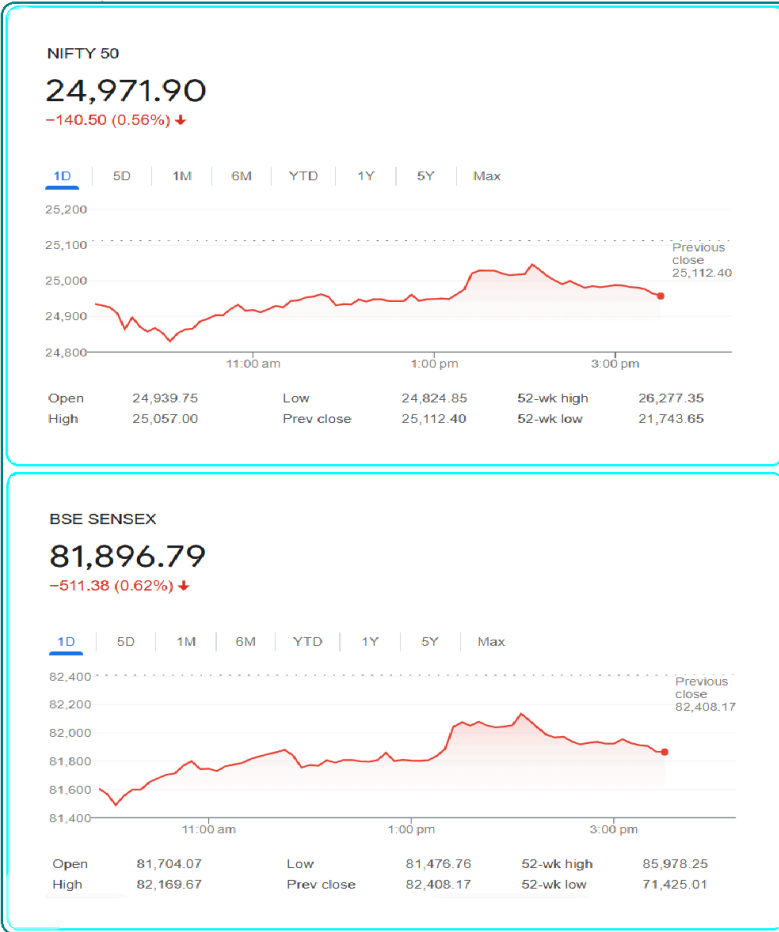 NIFTY 50
24,971.90
−140.50 (0.56%) ↓
1D 5D 1M 6M YTD 1Y 5Y Max
25,200
25,100
25,000
24,900
24,800
Previous
close
25,112.40
11:00 am 1:00 pm 3:00 pm
Open 24,939.75 Low 24,824.85 52-wk high 26,277.35
High 25,057.00 Prev close 25,112.40 52-wk low 21,743.65
BSE SENSEX
81,896.79
−511.38 (0.62%) ↓
1D 5D 1M 6M YTD 1Y 5Y Max
82,400
82,200
82,000
81,800
81,600
81,400
Previous
close
82,408.17
11:00 am 1:00 pm 3:00 pm
Open 81,704.07 Low 81,476.76 52-wk high 85,978.25
High 82,169.67 Prev close 82,408.17 52-wk low 71,425.01